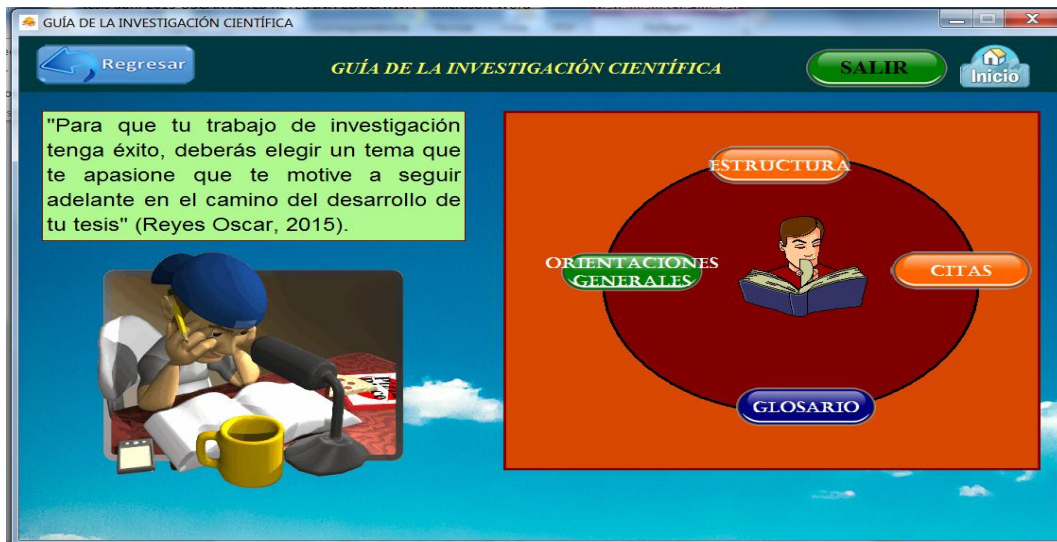 GUÍA DE LA INVESTIGACIÓN CIENTÍFICA
Regresar
GUÍA DE LA INVESTIGACIÓN CIENTÍFICA
SALIR
Inicio
"Para que tu trabajo de investigación
tenga éxito, deberás elegir un tema que
te apasione que te motive a seguir
adelante en el camino del desarrollo de
tu tesis" (Reyes Oscar, 2015).
ESTRUCTURA
ORIENTACIONES
GENERALES
CITAS
GLOSARIO